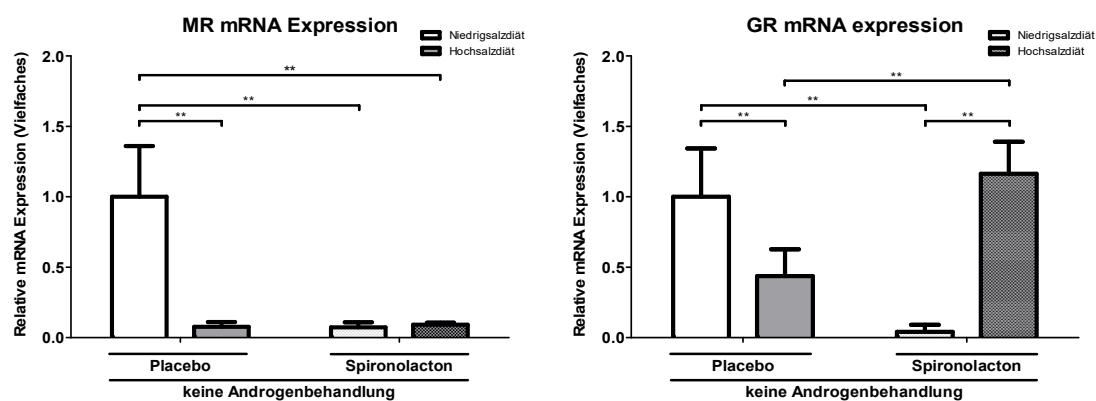 MR mRNA Expression
Niedrigsalzdiät
Hochsalzdiät
Relative mRNA Expression (Vielfaches)
2.0
1.5
1.0
0.5
0.0
**
**
**
Placebo
Spironolacton
keine Androgenbehandlung
GR mRNA expression
Niedrigsalzdiät
Hochsalzdiät
Relative mRNA Expression (Vielfaches)
2.0
1.5
1.0
0.5
0.0
**
**
**
**
Placebo
Spironolacton
keine Androgenbehandlung